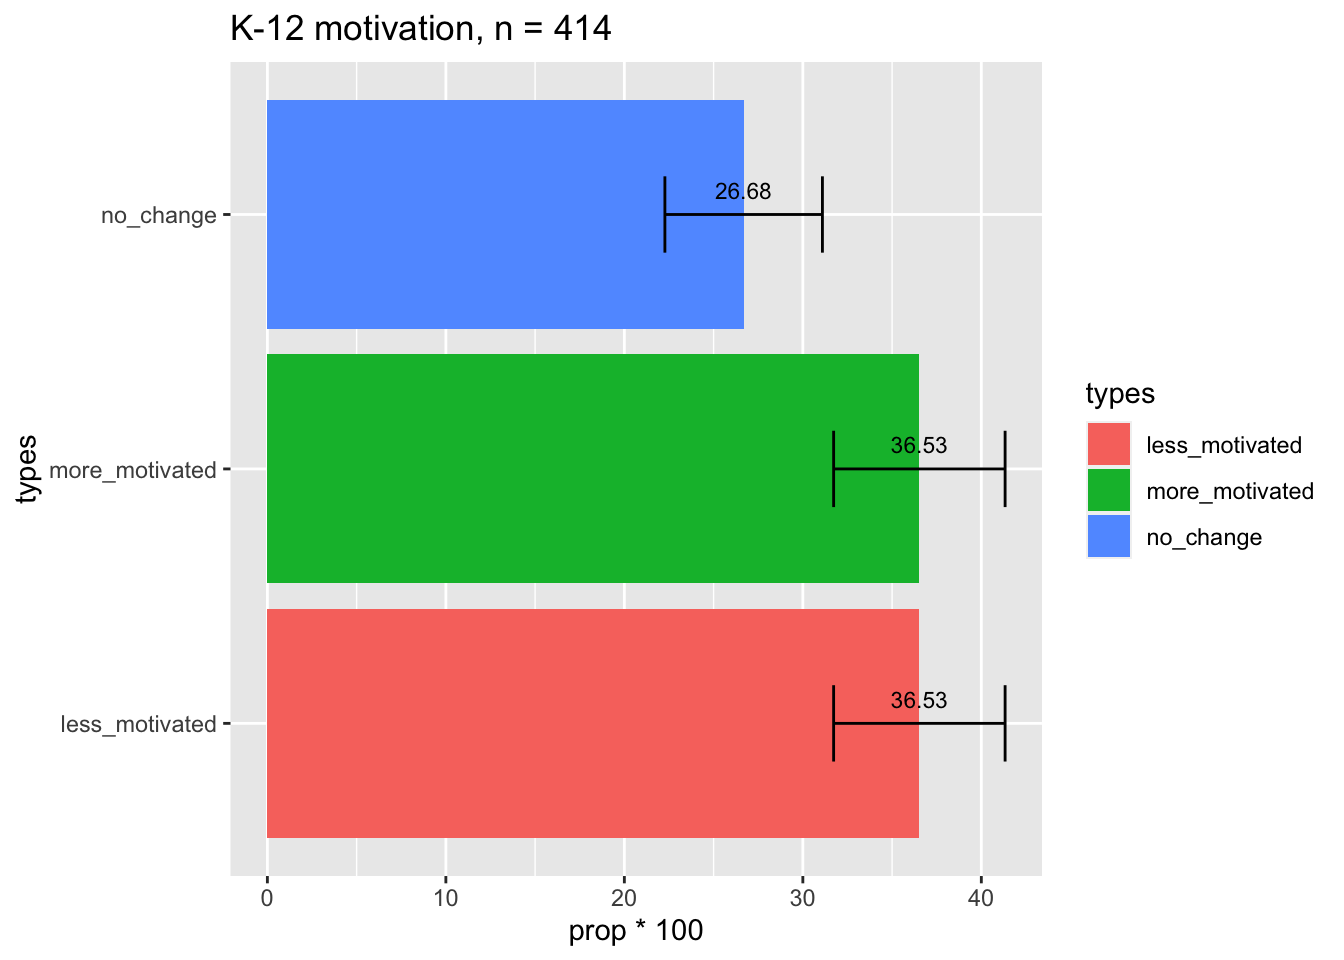 K-12 motivation, n = 414
no_change
26.68
more_motivated
36.53
less_motivated
36.53
types
0 10 20 30 40
prop * 100
types
less_motivated
more_motivated
no_change